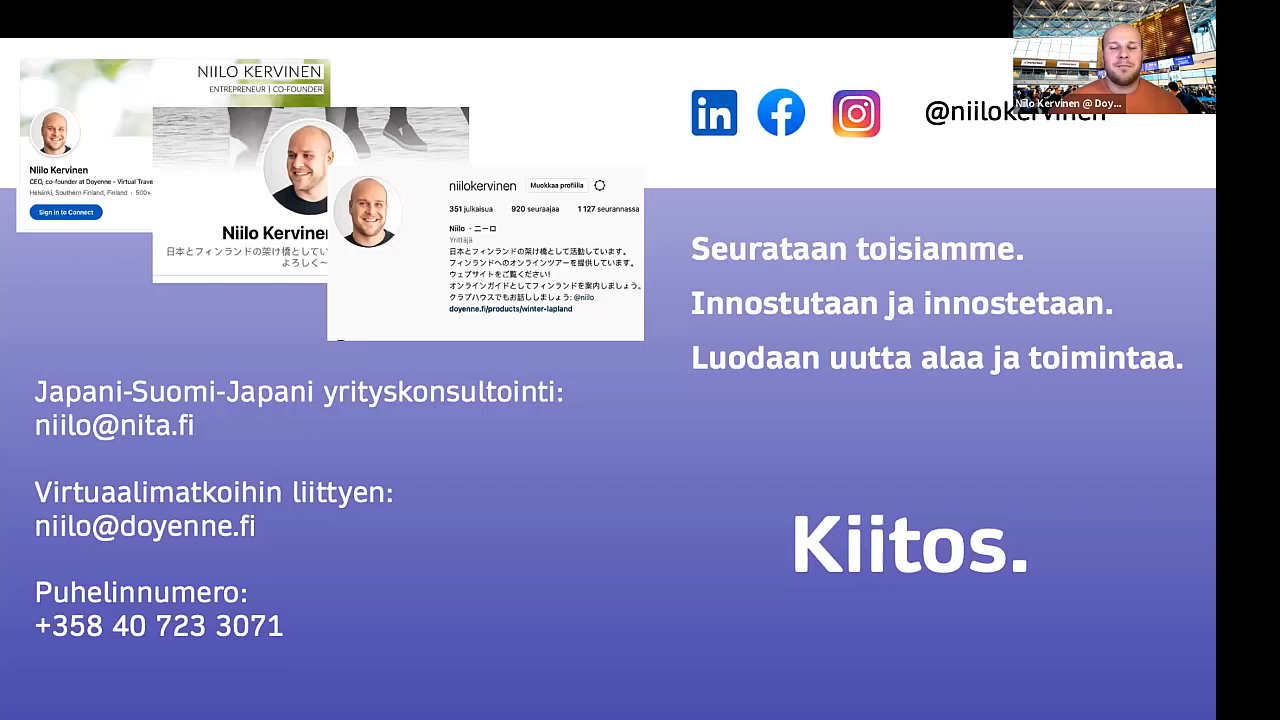 NIILO KERVINEN
ENTREPRENEUR | CO-FOUNDER
Niilo Kervinen
CEO, co-founder at Doyenne - Virtual Trave
Helsinki, Southern Finland, Finland · 500+
Sign in to Connect
Niilo Kerviner
日本とフィンランドの架け橋としてい
よろしく〜
niilokervinen Muokkaa profiilia
351 julkaisua 920 seuraajaa 1 127 seurannassa
Niilo · ニーロ
Yrittäjä
日本とフィンランドの架け橋として活動しています。
フィンランドへのオンラインツアーを提供しています。
ウェブサイトをご覧ください!
オンラインガイドとしてフィンランドを案内しましょう。
クラブハウスでもお話ししましょう: @niilo
doyenne.fi/products/winter-lapland
in
@niilokervinen
Niilo Kervinen @ Doy...
Seurataan toisiamme.
Innostutaan ja innostetaan.
Luodaan uutta alaa ja toimintaa.
Japani-Suomi-Japani yrityskonsultointi:
niilo@nita.fi
Virtuaalimatkoihin liittyen:
niilo@doyenne.fi
Puhelinnumero:
+358 40 723 3071
Kiitos.